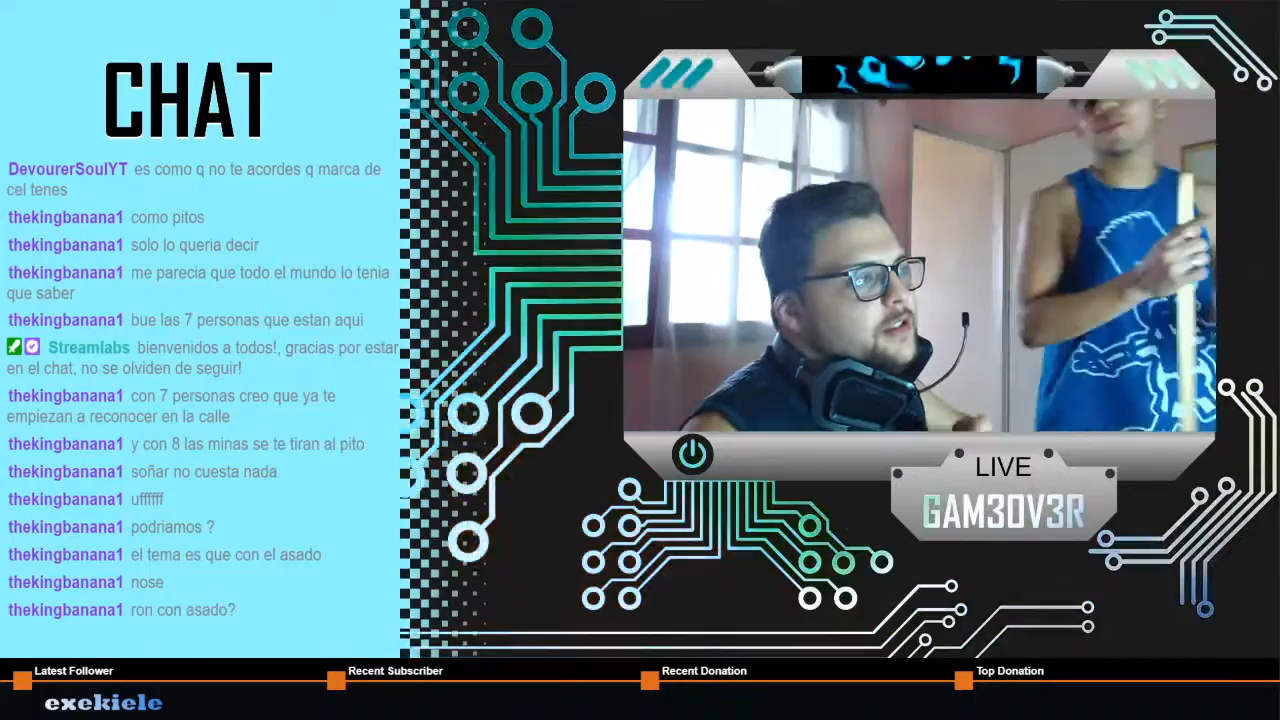 CHAT
DevourerSoulYT es como q no te acordes q marca de
cel tenes
thekingbanana1 como pitos
thekingbanana1 solo lo queria decir
thekingbanana1 me parecia que todo el mundo lo tenia
que saber
thekingbanana1 bue las 7 personas que estan aqui
Streamlabs bienvenidos a todos!, gracias por estar
en el chat, no se olviden de seguir!
thekingbanana1 con 7 personas creo que ya te
empiezan a reconocer en la calle
thekingbanana1 y con 8 las minas se te tiran al pito
thekingbanana1 soñar no cuesta nada
thekingbanana1 uffffff
thekingbanana1 podriamos ?
thekingbanana1 el tema es que con el asado
thekingbanana1 nose
thekingbanana1 ron con asado?
LIVE
GAM3OV3R
Latest Follower
Recent Subscriber
Recent Donation
Top Donation
exekiele